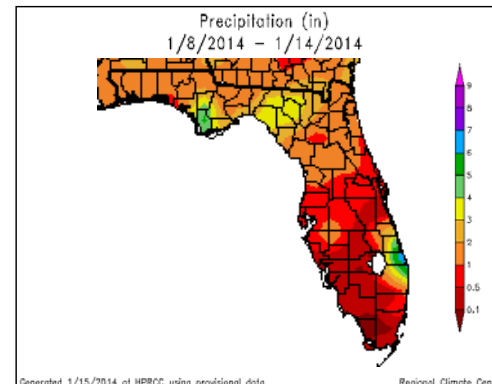 Precipitation (in)
1/8/2014 – 1/14/2014
9
8
7
6
5
4
3
2
1
0.5
0.1
Generated 1/15/2014 at HPRCC using provisional data.
Regional Climate Cen